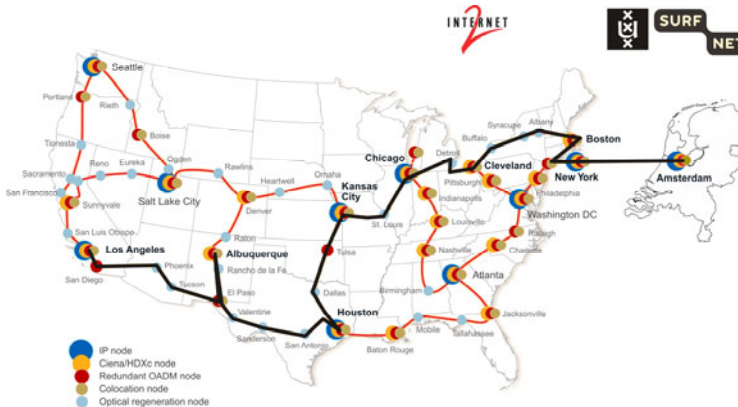 INTERNET
2
SURF
NET
Seattle
Portland
Rieth
Boise
Tionesta
Ogden
Sacramento
Reno
Eureka
Rawlins
Heartwell
Omaha
San Francisco
Sunnyvale
Salt Lake City
Denver
Kansas
City
San Luis Obispo
Los Angeles
San Diego
Phoenix
Tucson
Raton
Albuquerque
Rancho de la Fe
El Paso
Valentine
Sanderson
San Antonio
Houston
Dallas
Tulsa
St. Louis
Chicago
Detroit
Buffalo
Syracuse
Albany
Boston
Cleveland
Pittsburgh
New York
Philadelphia
Washington DC
Amsterdam
Indianapolis
Louisville
Nashville
Raleigh
Charlotte
Atlanta
Birmingham
Jacksonville
Tallahassee
Mobile
Baton Rouge
IP node
Ciena/HDXc node
Redundant OADM node
Colocation node
Optical regeneration node